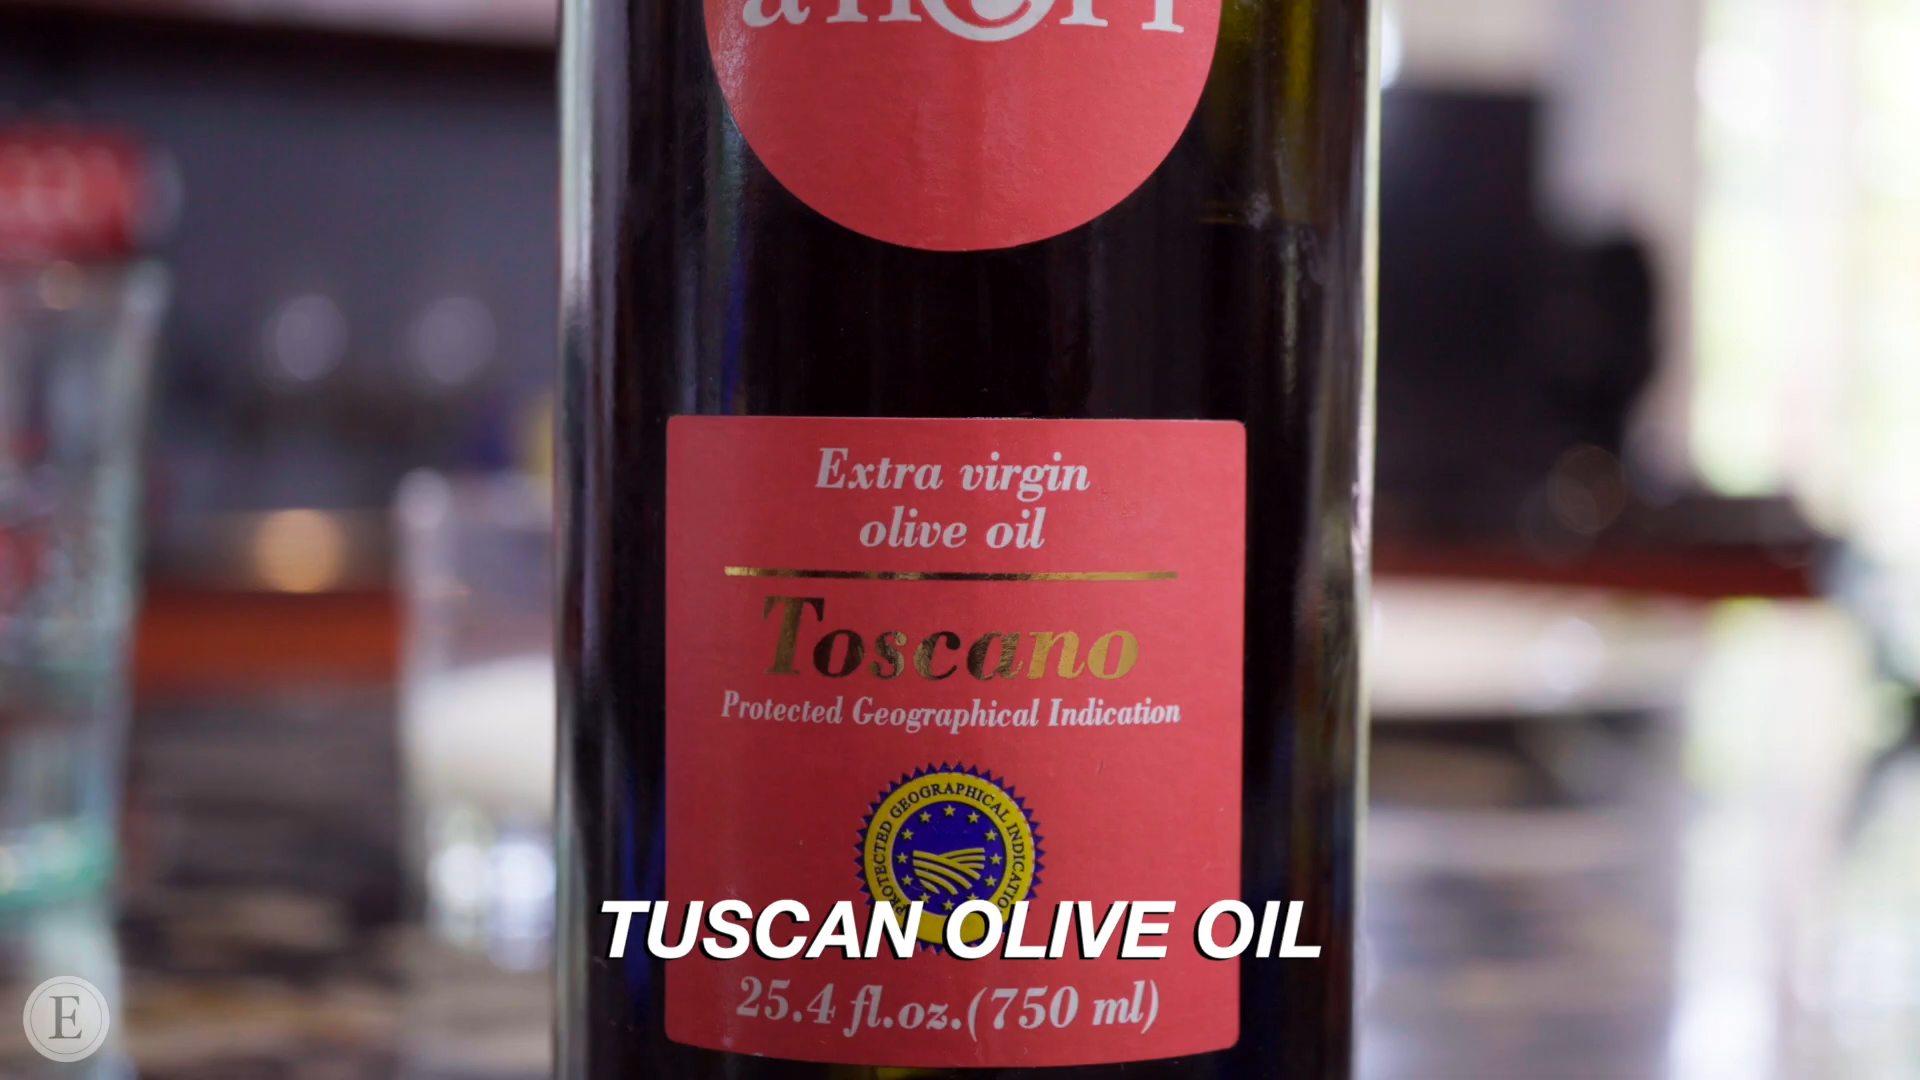 Extra virgin
olive oil
Toscano
Protected Geographical Indication
PROTECTED GEOGRAPHICAL INDICATION
TUSCAN OLIVE OIL
25.4 fl.oz.(750 ml)
E